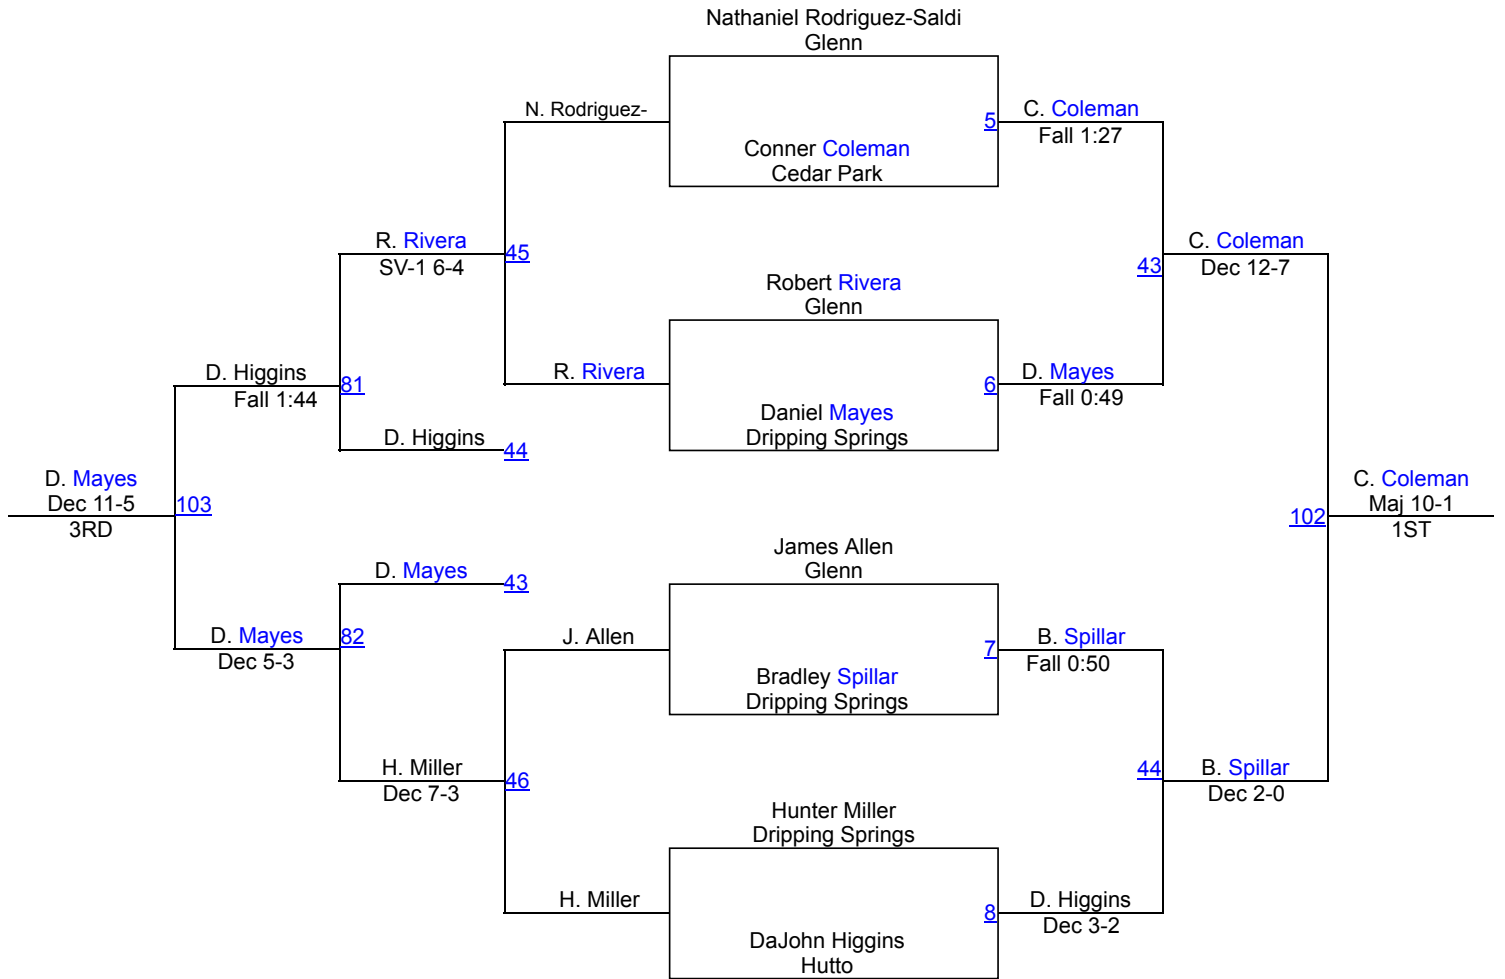 Nathaniel Rodriguez-Saldi
Glenn
N. Rodriguez-
5
C. Coleman
Fall 1:27
Conner Coleman
Cedar Park
R. Rivera
SV-1 6-4
45
43
C. Coleman
Dec 12-7
Robert Rivera
Glenn
D. Higgins
Fall 1:44
81
R. Rivera
6
D. Mayes
Fall 0:49
Daniel Mayes
Dripping Springs
D. Higgins
44
D. Mayes
Dec 11-5
3RD
103
102
C. Coleman
Maj 10-1
1ST
James Allen
Glenn
D. Mayes
43
D. Mayes
Dec 5-3
82
J. Allen
7
B. Spillar
Fall 0:50
Bradley Spillar
Dripping Springs
H. Miller
Dec 7-3
46
44
B. Spillar
Dec 2-0
Hunter Miller
Dripping Springs
H. Miller
8
D. Higgins
Dec 3-2
DaJohn Higgins
Hutto